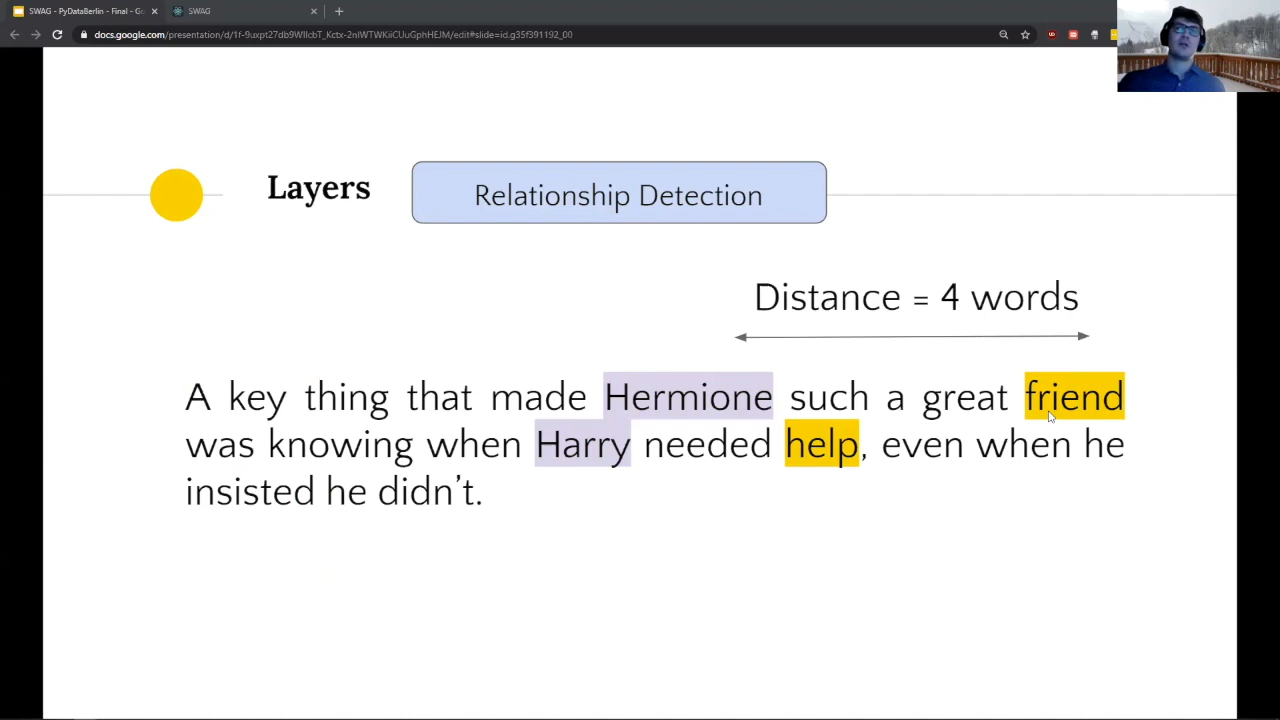 SWAG - PyDataBerlin - Final - Go
SWAG
docs.google.com/presentation/d/1f-9uxpt27db9WIlcbT_Kctx-2nIWTWKiiCUuGphHEJM/edit#slide=id.g35f391192_00
Layers
Relationship Detection
Distance = 4 words
A key thing that made Hermione such a great friend
was knowing when Harry needed help, even when he
insisted he didn't.